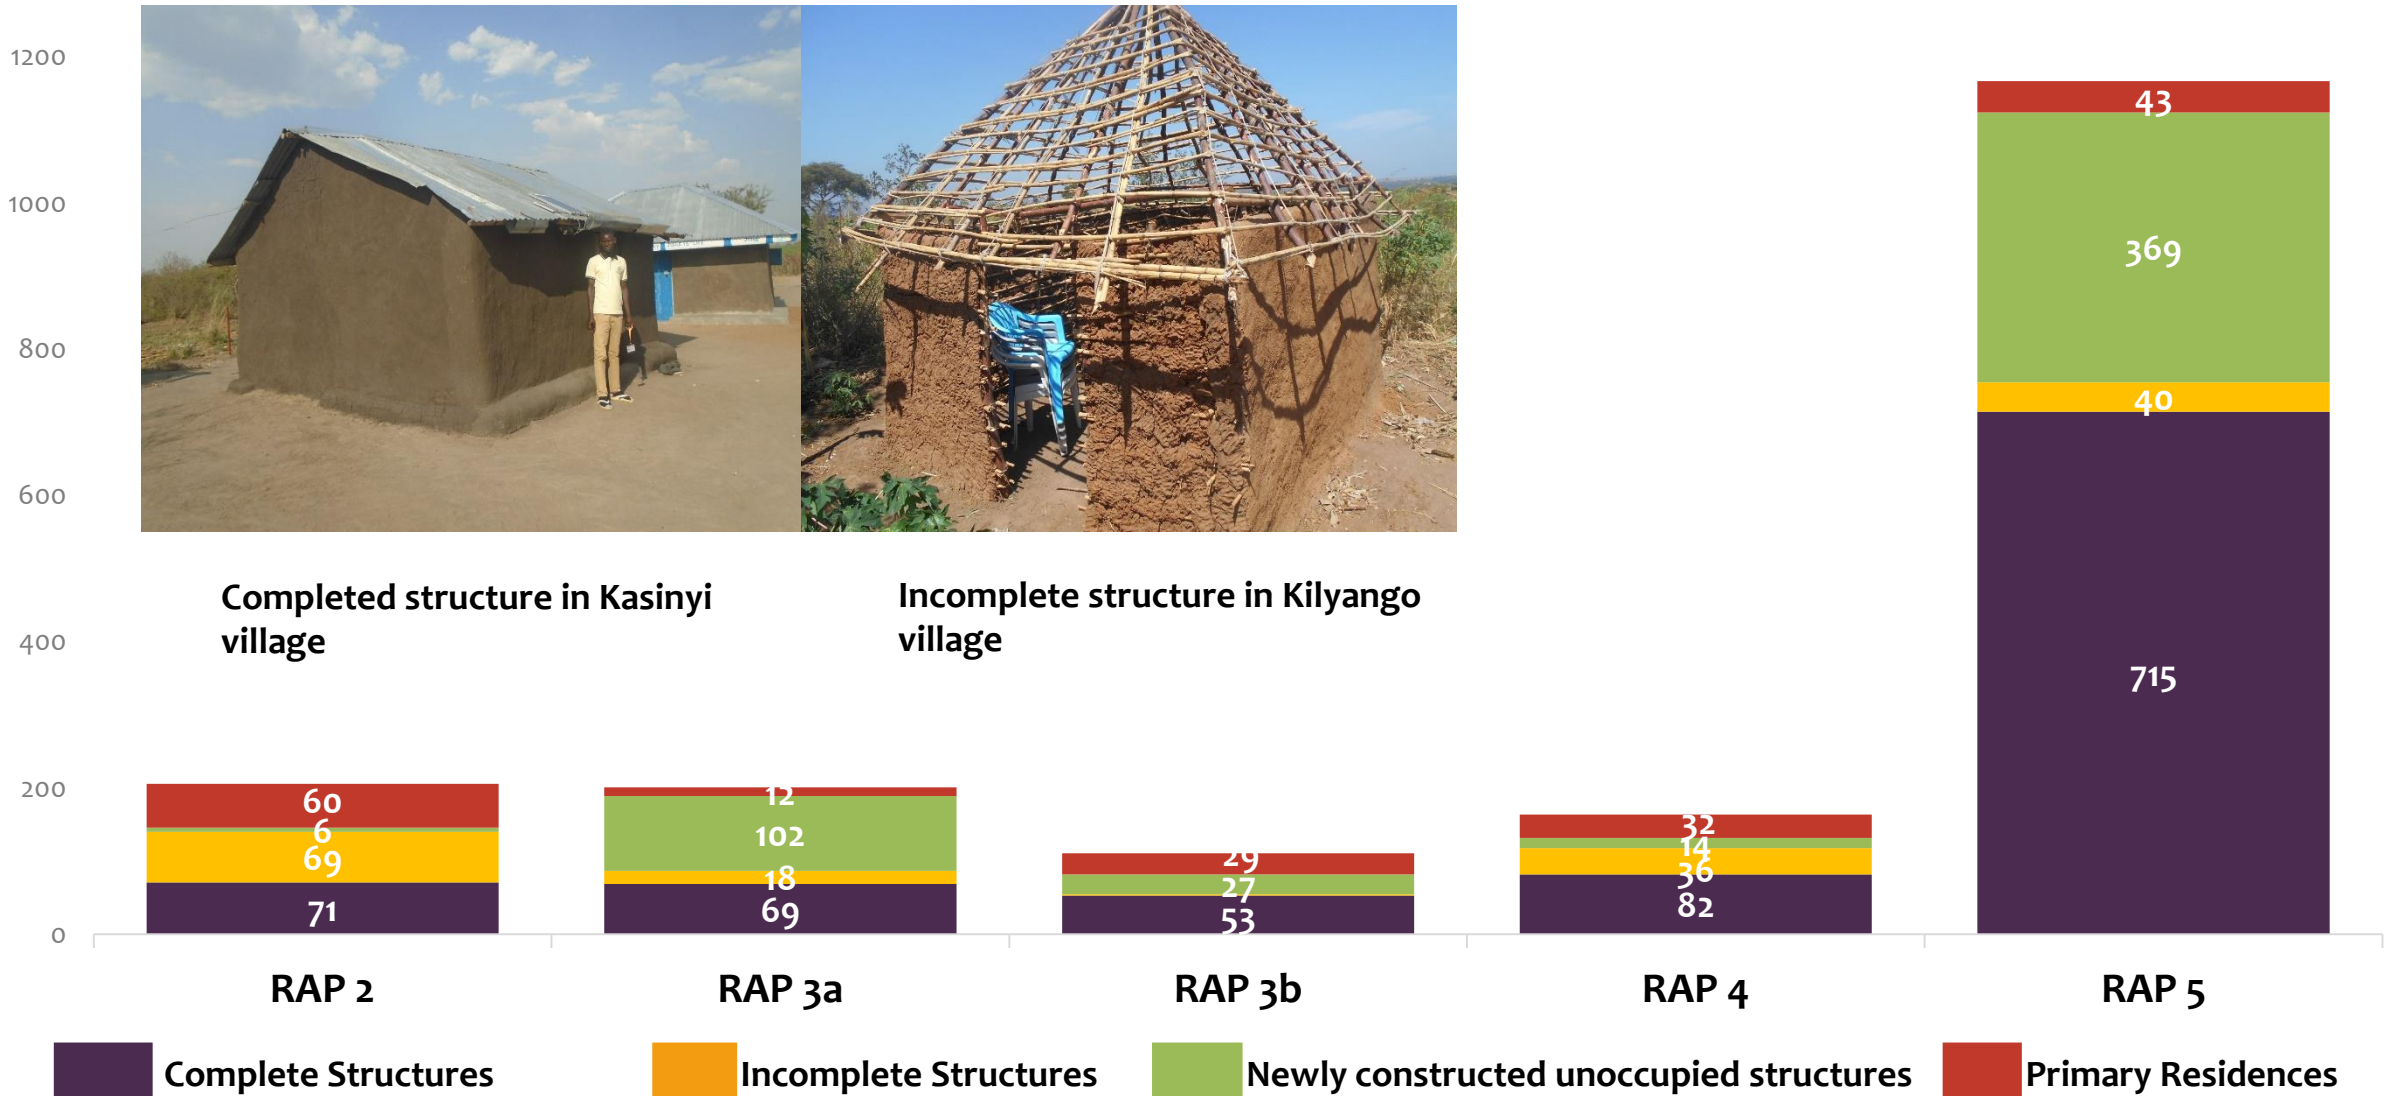 1200
1000
800
600
400
200
0
Completed structure in Kasinyi
village
Incomplete structure in Kilyango
village
60
6
69
71
12
102
18
69
29
27
53
32
14
36
82
43
369
40
715
RAP 2
RAP 3a
RAP 3b
RAP 4
RAP 5
Complete Structures
Incomplete Structures
Newly constructed unoccupied structures
Primary Residences